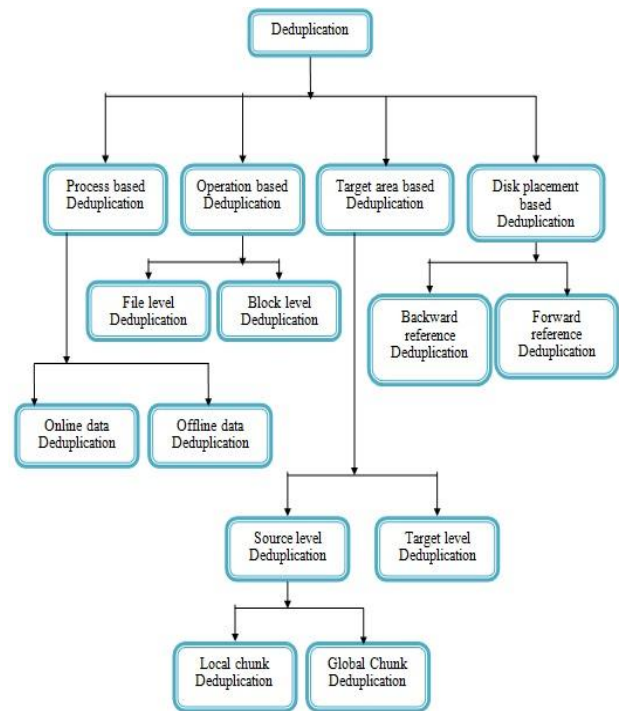 Deduplication
Process based
Deduplication
Operation based
Deduplication
Target area based
Deduplication
Disk placement
based
Deduplication
File level
Deduplication
Block level
Deduplication
Backward
reference
Deduplication
Forward
reference
Deduplication
Online data
Deduplication
Offline data
Deduplication
Source level
Deduplication
Target level
Deduplication
Local chunk
Deduplication
Global Chunk
Deduplication